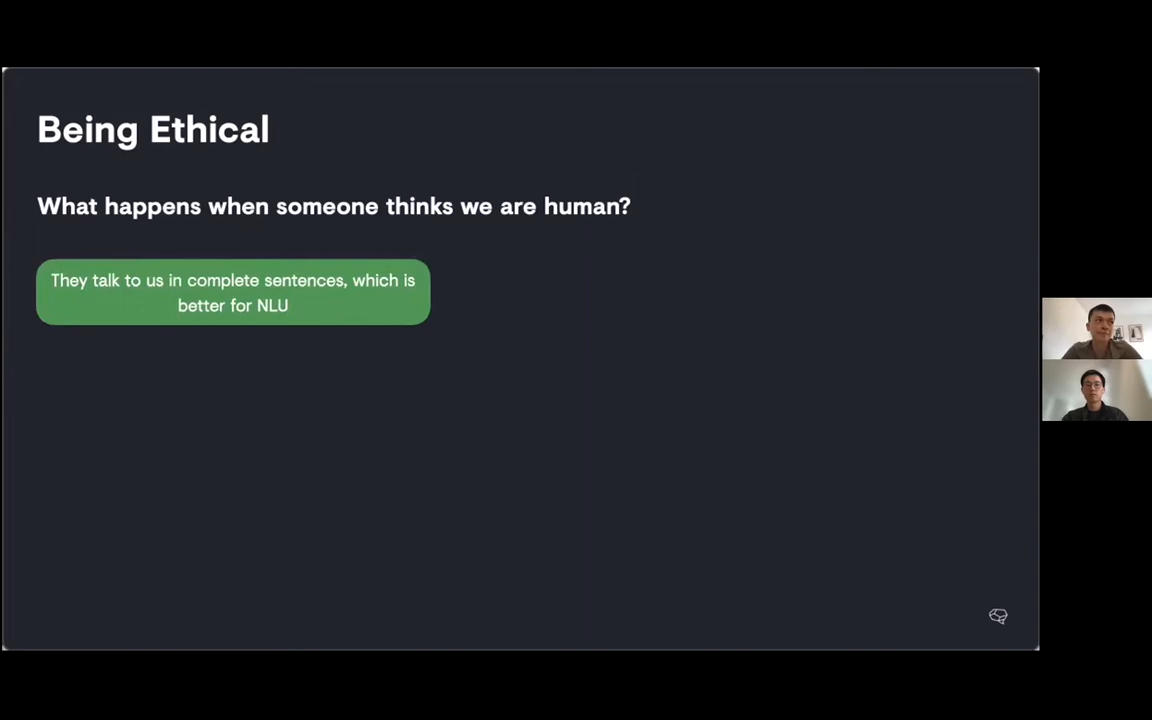 Being Ethical
What happens when someone thinks we are human?
They talk to us in complete sentences, which is
better for NLU